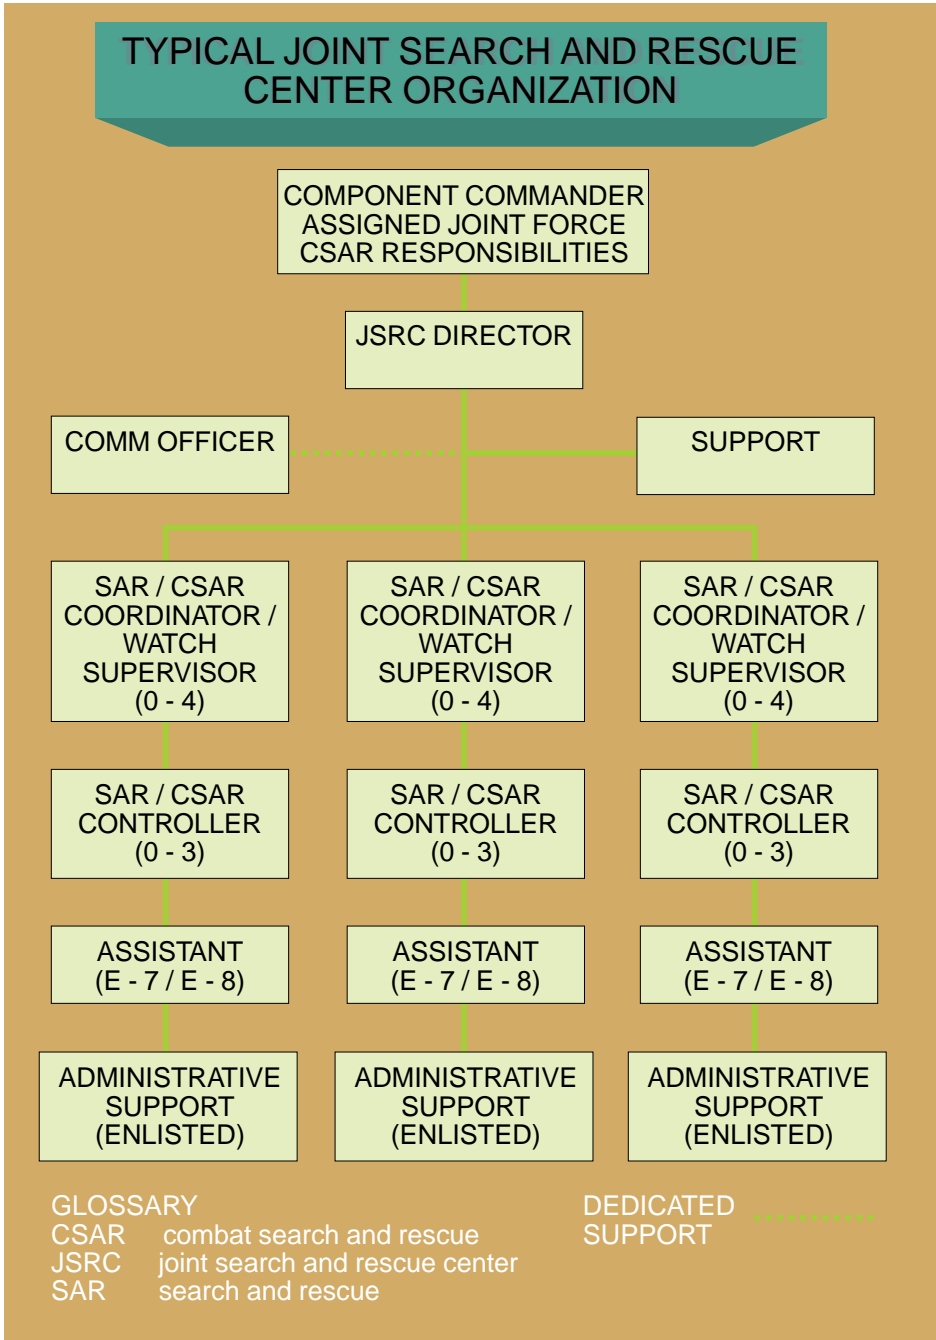 TYPICAL JOINT SEARCH AND RESCUE
CENTER ORGANIZATION
COMPONENT COMMANDER
ASSIGNED JOINT FORCE
CSAR RESPONSIBILITIES
JSRC DIRECTOR
COMM OFFICER
SUPPORT
SAR / CSAR
COORDINATOR /
WATCH
SUPERVISOR
(0 - 4)
SAR / CSAR
COORDINATOR /
WATCH
SUPERVISOR
(0 - 4)
SAR / CSAR
COORDINATOR /
WATCH
SUPERVISOR
(0 - 4)
SAR / CSAR
CONTROLLER
(0 - 3)
SAR / CSAR
CONTROLLER
(0 - 3)
SAR / CSAR
CONTROLLER
(0 - 3)
ASSISTANT
(E - 7 / E - 8)
ASSISTANT
(E - 7 / E - 8)
ASSISTANT
(E - 7 / E - 8)
ADMINISTRATIVE
SUPPORT
(ENLISTED)
ADMINISTRATIVE
SUPPORT
(ENLISTED)
ADMINISTRATIVE
SUPPORT
(ENLISTED)
GLOSSARY
CSAR combat search and rescue
JSRC joint search and rescue center
SAR search and rescue
DEDICATED
SUPPORT